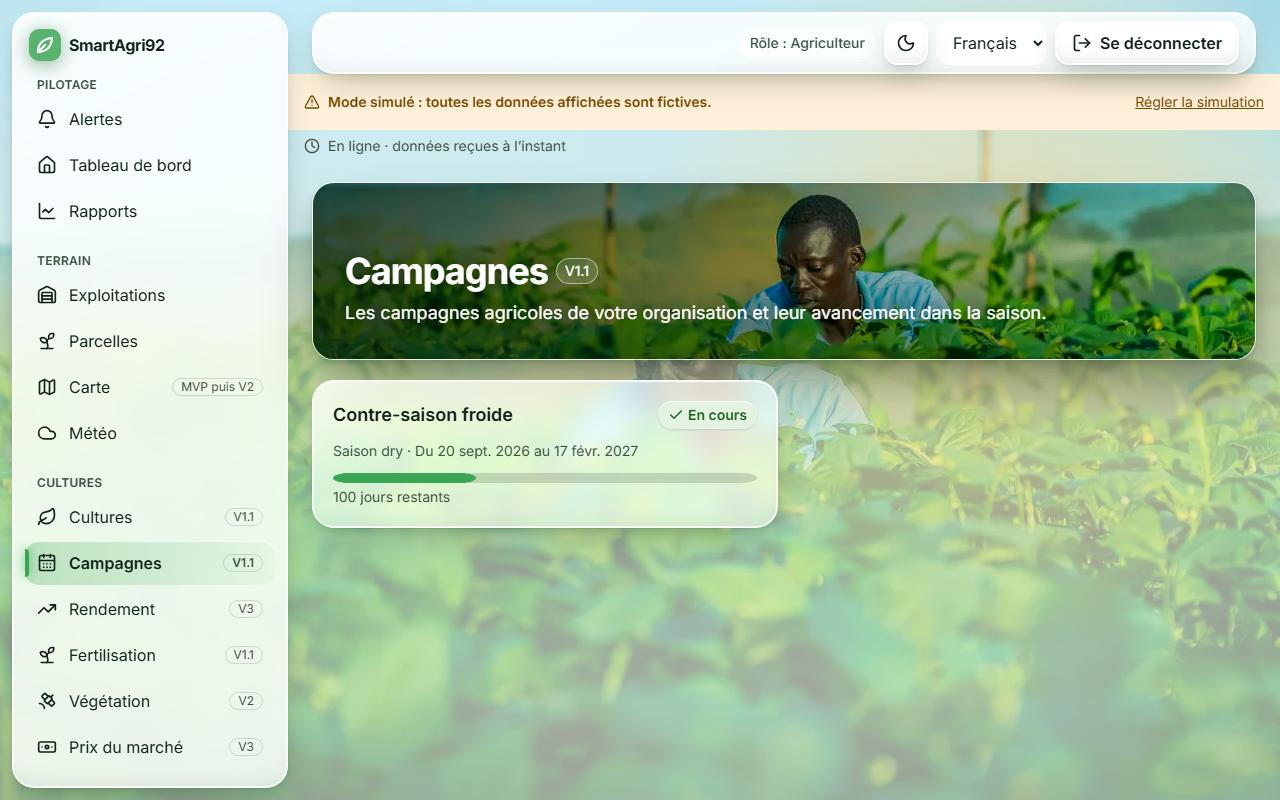 SmartAgri92
PILOTAGE
Alertes
Tableau de bord
Rapports
TERRAIN
Exploitations
Parcelles
Carte MVP puis V2
Météo
CULTURES
Cultures V1.1
Campagnes V1.1
Rendement V3
Fertilisation V1.1
Végétation V2
Prix du marché V3
Rôle : Agriculteur Français Se déconnecter
Mode simulé : toutes les données affichées sont fictives. Régler la simulation
En ligne · données reçues à l’instant
Campagnes V1.1
Les campagnes agricoles de votre organisation et leur avancement dans la saison.
Contre-saison froide En cours
Saison dry · Du 20 sept. 2026 au 17 févr. 2027
100 jours restants